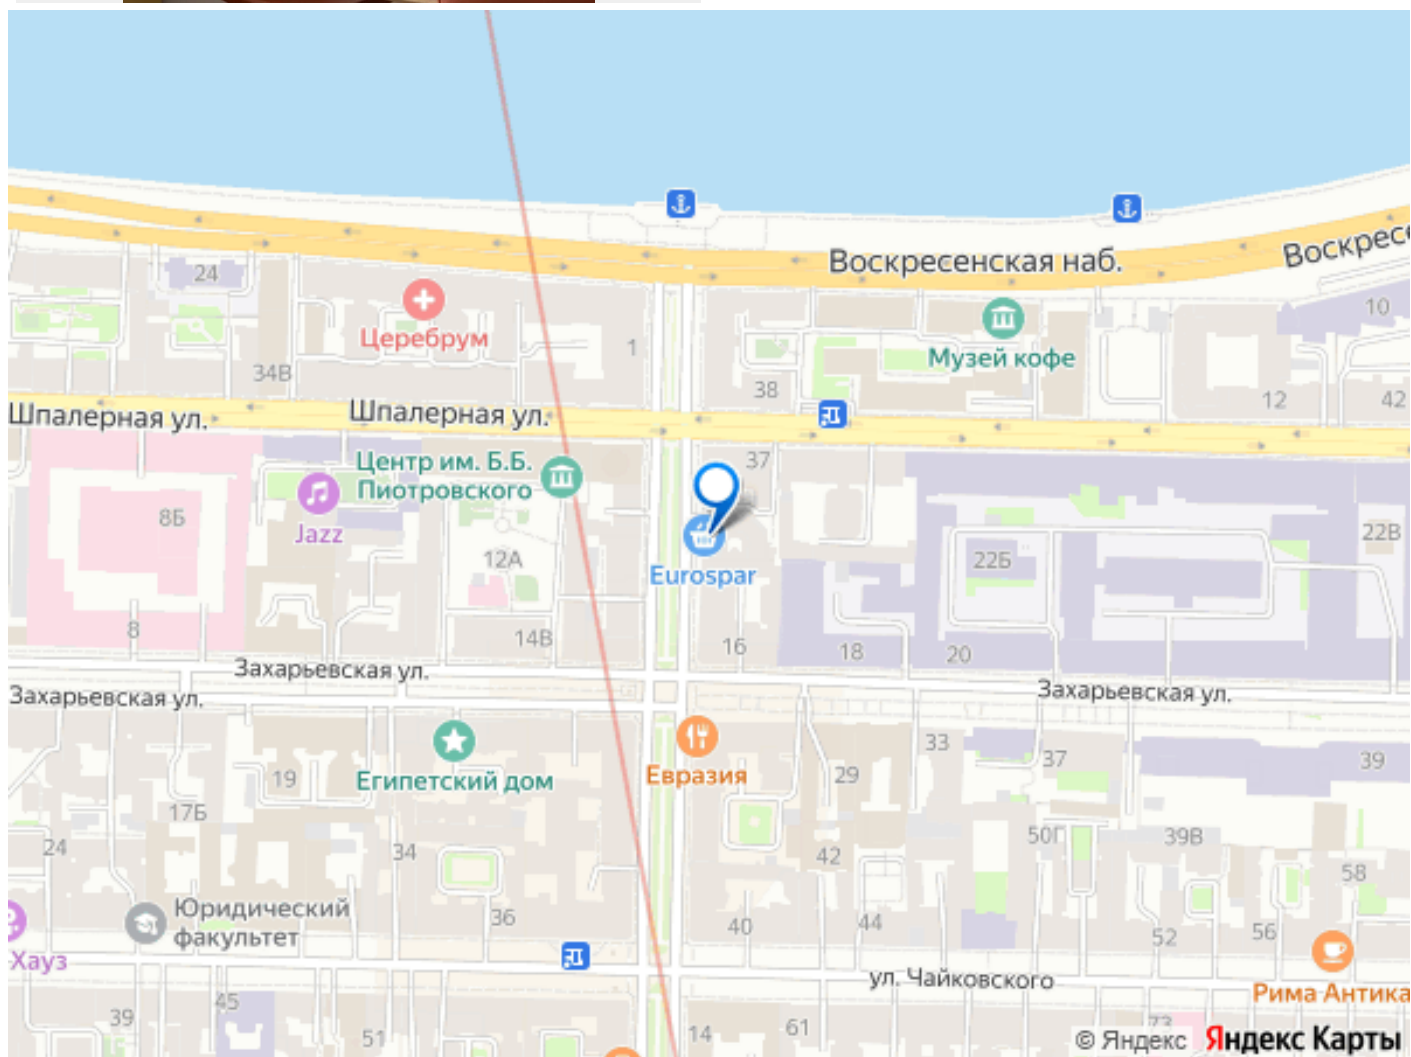 Воскресенская наб.
Воскресе
24
10
Церебрум
1
Музей кофе
34В
38
12
42
Шпалерная ул.
Шпалерная ул.
Центр им. Б.Б.
Пиотровского
37
8Б
Jazz
12А
Eurospar
22Б
22В
8
14В
16
18
20
Захарьевская ул.
Захарьевская ул.
Захарьевская ул.
33
37
39
Египетский дом
Евразия
19
29
17Б
24
34
42
50Г
39В
58
Юридический
факультет
36
40
44
52
56
Хауз
ул. Чайковского
Рима Антика
39
45
51
14
61
73
© Яндекс Яндекс Карты